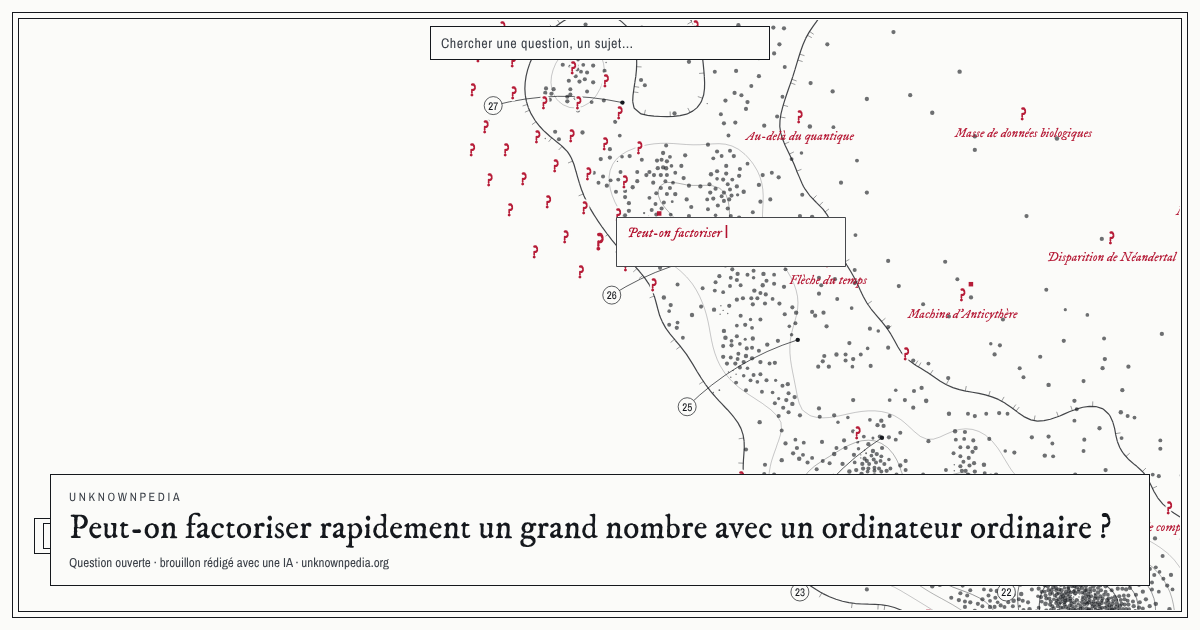 Chercher une question, un sujet...
27
Au-delà du quantique
Masse de données biologiques
Peut-on factoriser
Disparition de Néandertal
Flèche du temps
26
Machine d'Anticythère
25
UNKNOWNPEDIA
Peut-on factoriser rapidement un grand nombre avec un ordinateur ordinaire ?
Question ouverte · brouillon rédigé avec une IA · unknownpedia.org
23
22